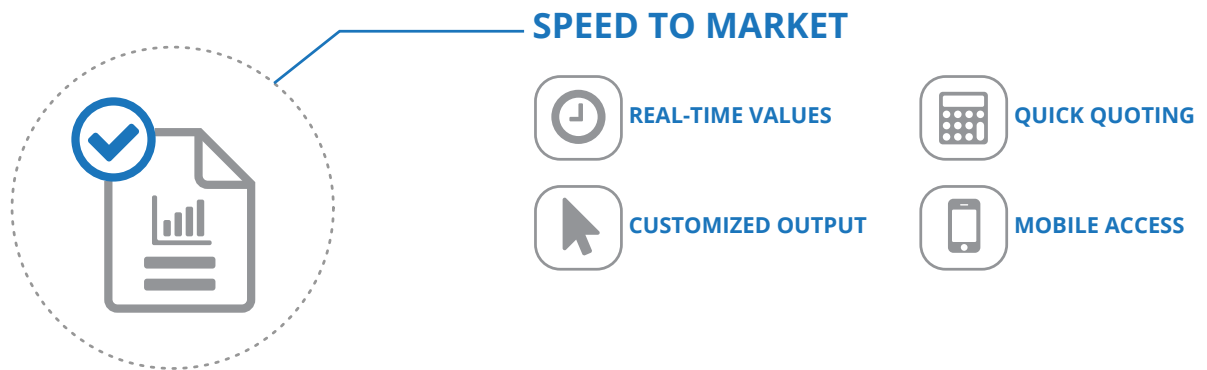 SPEED TO MARKET
REAL-TIME VALUES
QUICK QUOTING
CUSTOMIZED OUTPUT
MOBILE ACCESS